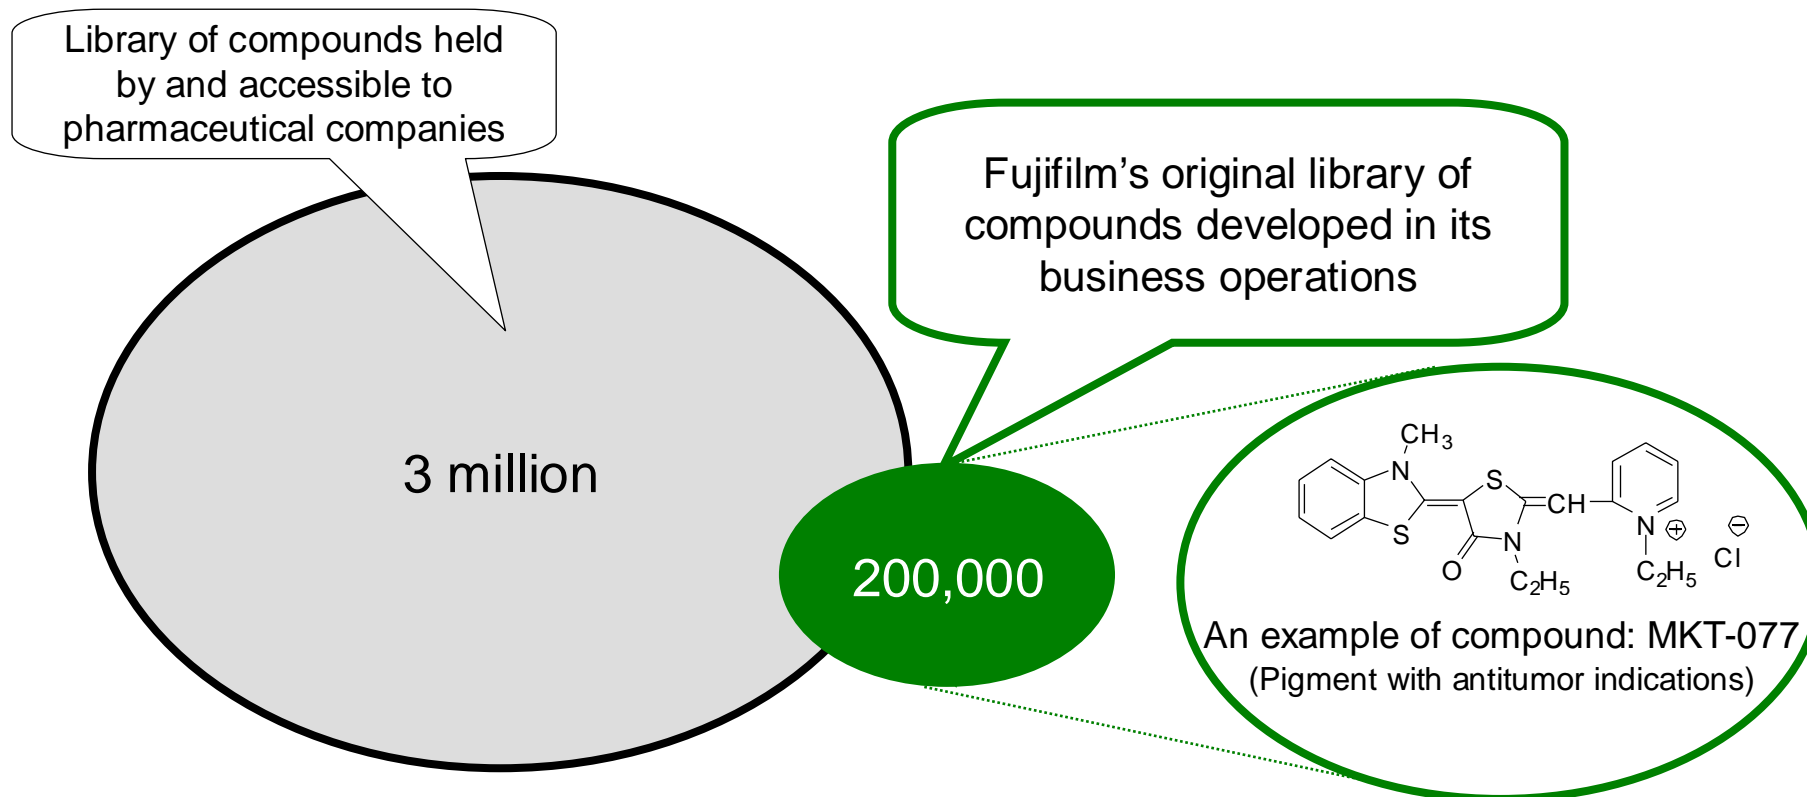 Library of compounds held
by and accessible to
pharmaceutical companies
Fujifilm’s original library of
compounds developed in its
business operations
3 million
200,000
CH3
N
S
S
N
O
C2H5
CH
N
+
C2H5
Cl
−
An example of compound: MKT-077
(Pigment with antitumor indications)